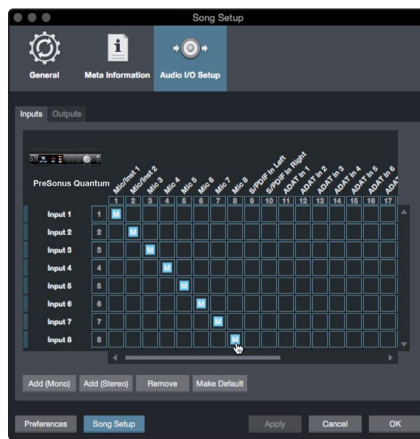 Song Setup
General Meta Information Audio I/O Setup
Inputs Outputs
PreSonus Quantum
Mic/Inst 1 Mic/Inst 2 Mic 3 Mic 4 Mic 5 Mic 6 Mic 7 Mic 8 S/PDIF In Left S/PDIF In Right ADAT In 1 ADAT In 2 ADAT In 3 ADAT In 4 ADAT In 5 ADAT In 6 ADAT
1 2 3 4 5 6 7 8 9 10 11 12 13 14 15 16 17
Input 1 1 M
Input 2 2 M
Input 3 3 M
Input 4 4 M
Input 5 5 M
Input 6 6 M
Input 7 7 M
Input 8 8 M
Add (Mono) Add (Stereo) Remove Make Default
Preferences Song Setup Apply Cancel OK